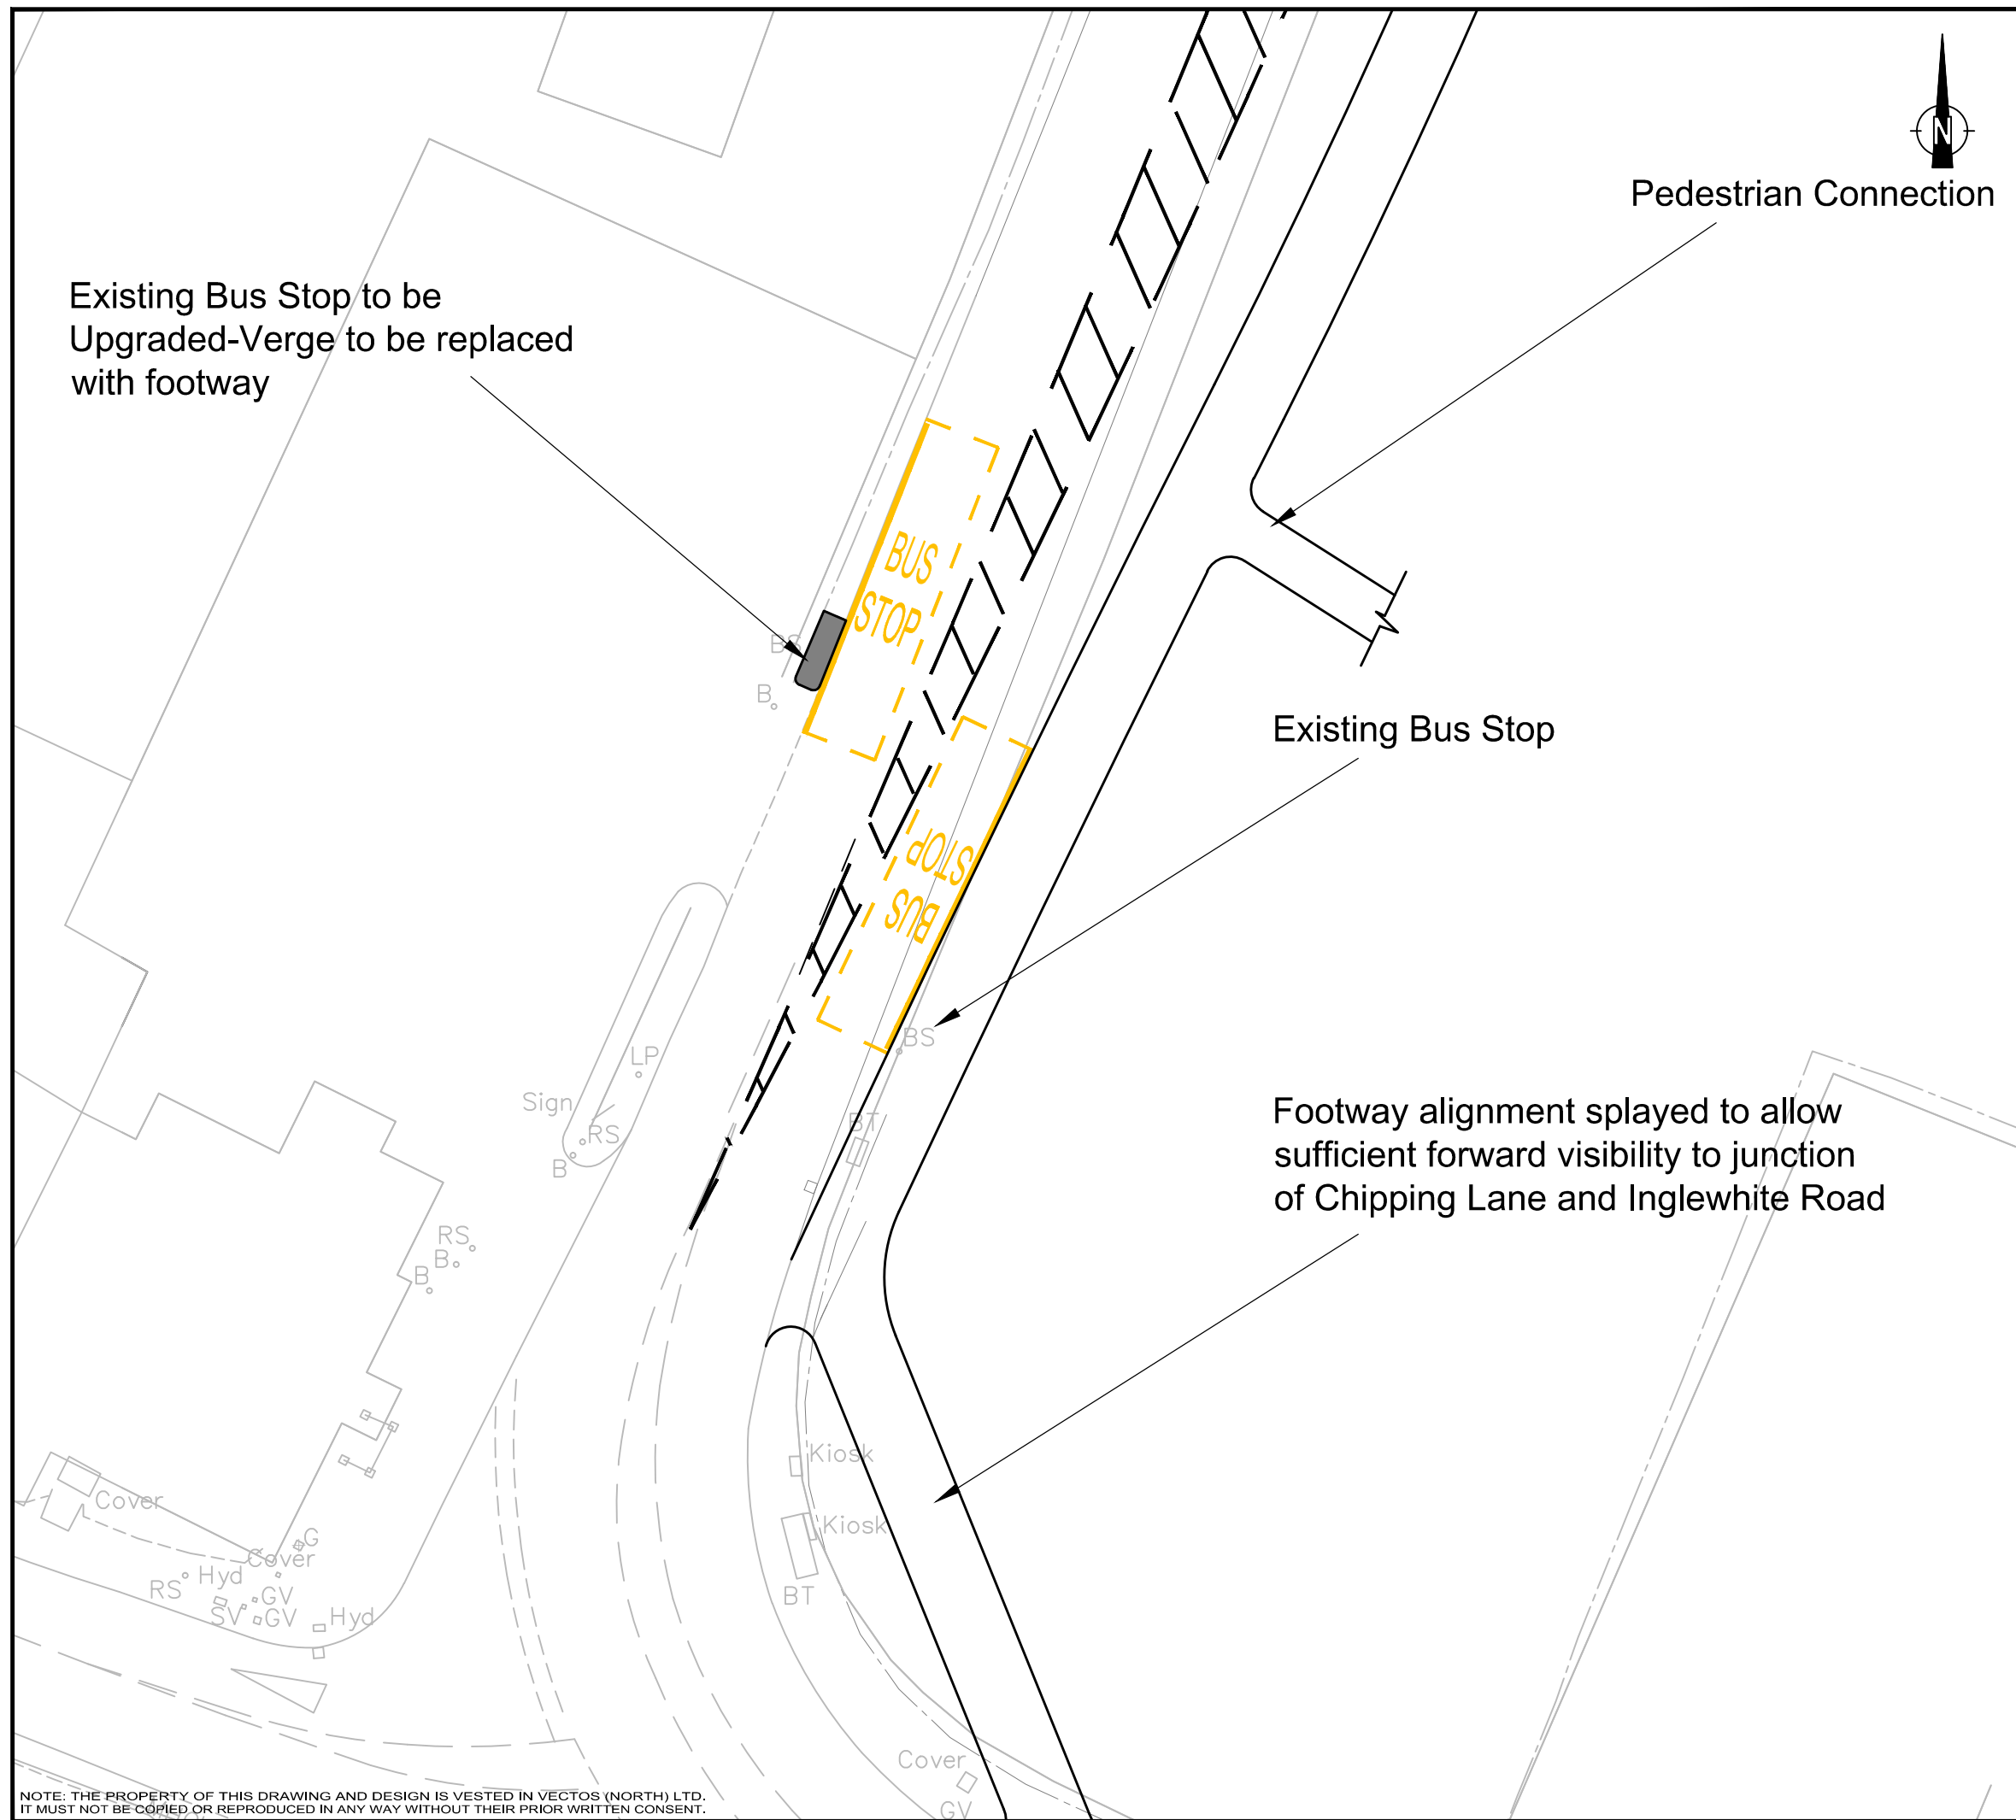 N
Pedestrian Connection
Existing Bus Stop to be
Upgraded-Verge to be replaced
with footway
BUS
STOP
BS
B
Existing Bus Stop
STOP
BUS
BS
LP
Sign
RS
B
BT
Footway alignment splayed to allow
sufficient forward visibility to junction
of Chipping Lane and Inglewhite Road
RS
B
B
Kiosk
Cover
Kiosk
G
Cover
Hyd
RS
GV
BT
SV
GV
Hyd
Cover
GV
NOTE: THE PROPERTY OF THIS DRAWING AND DESIGN IS VESTED IN VECTOS (NORTH) LTD.
IT MUST NOT BE COPIED OR REPRODUCED IN ANY WAY WITHOUT THEIR PRIOR WRITTEN CONSENT.